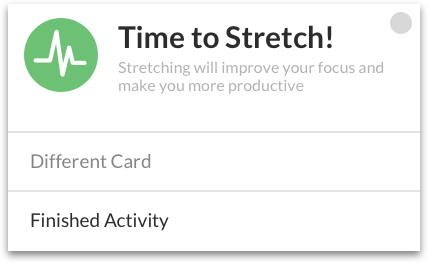 Time to Stretch!
Stretching will improve your focus and
make you more productive
Different Card
Finished Activity